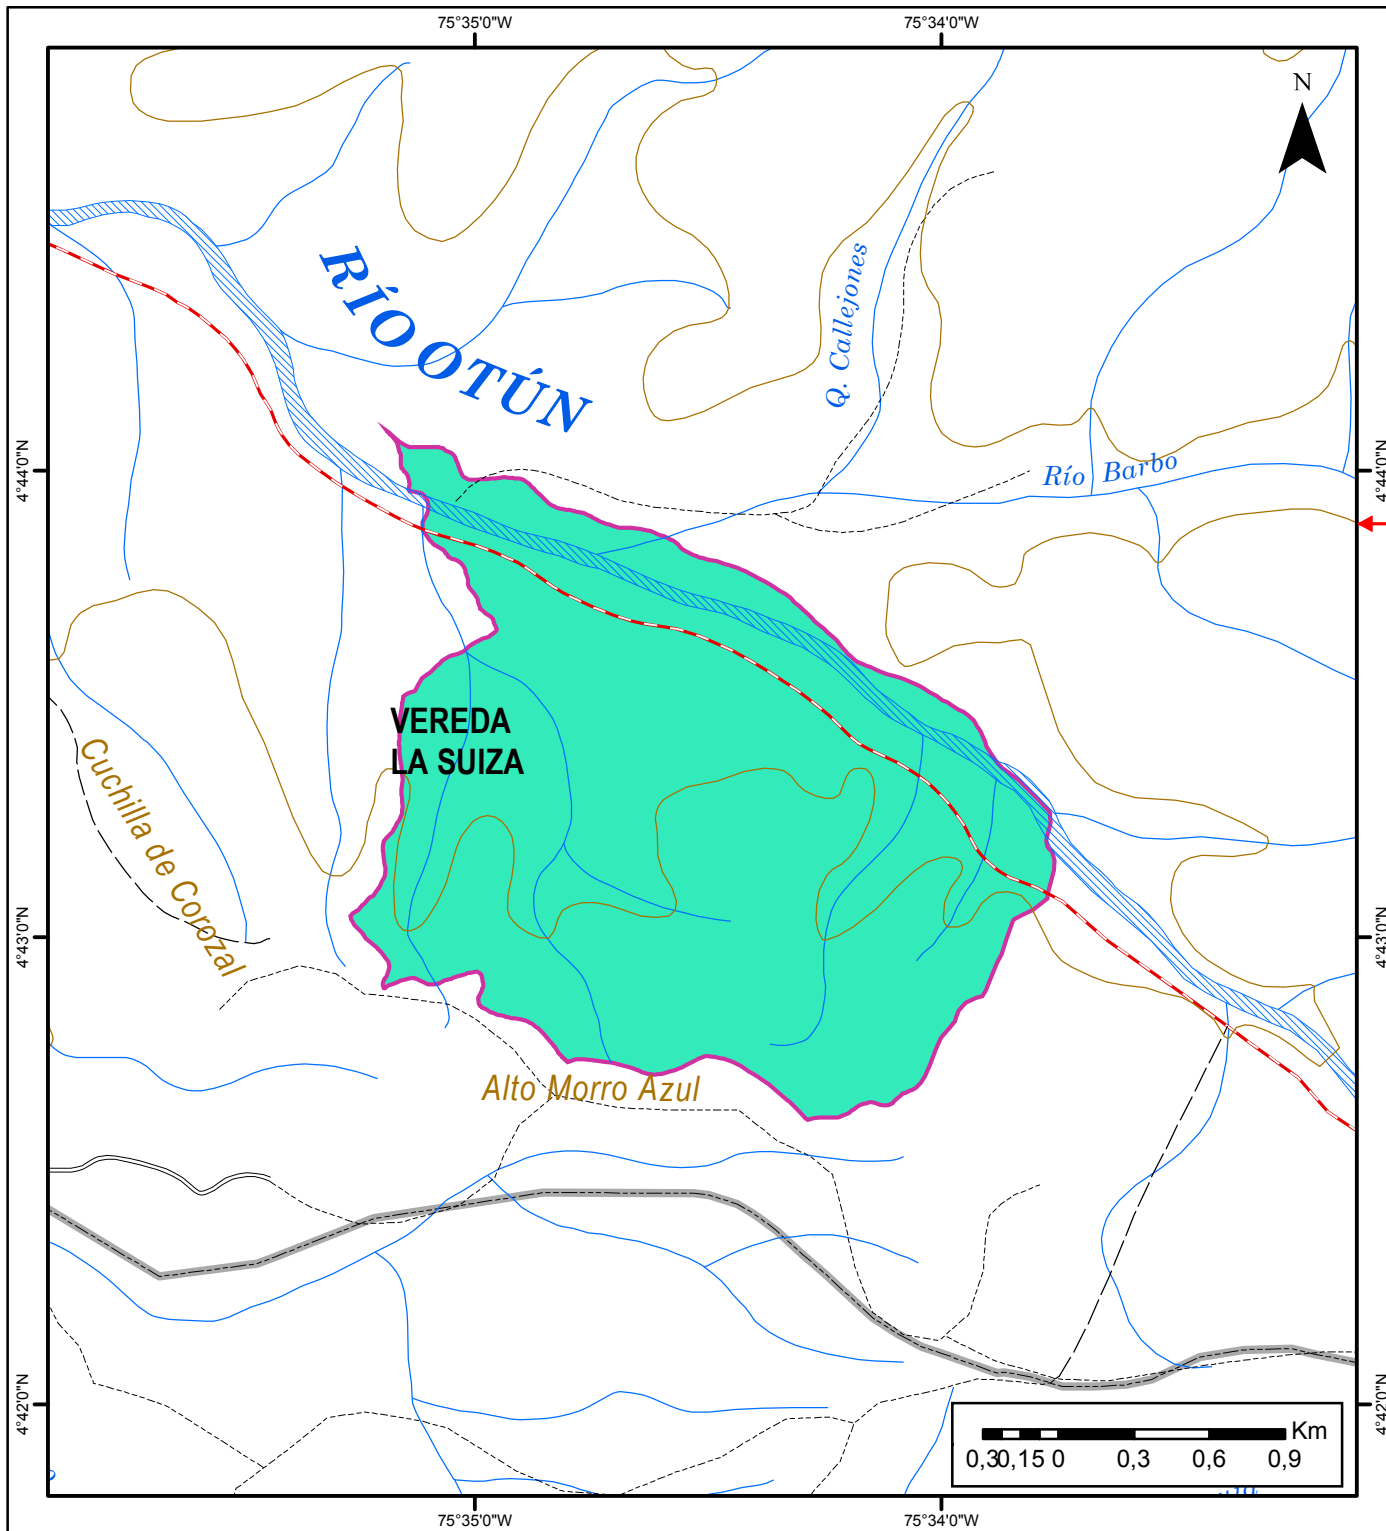 75°35'0"W
75°34'0"W
N
RÍO OTÚN
Q. Callejones
Río Barbo
4°44'0"N
4°44'0"N
VEREDA
LA SUIZA
Cuchilla de Corozal
4°43'0"N
4°43'0"N
Alto Morro Azul
4°42'0"N
4°42'0"N
Km
0,3 0,15 0 0,3 0,6 0,9
75°35'0"W
75°34'0"W